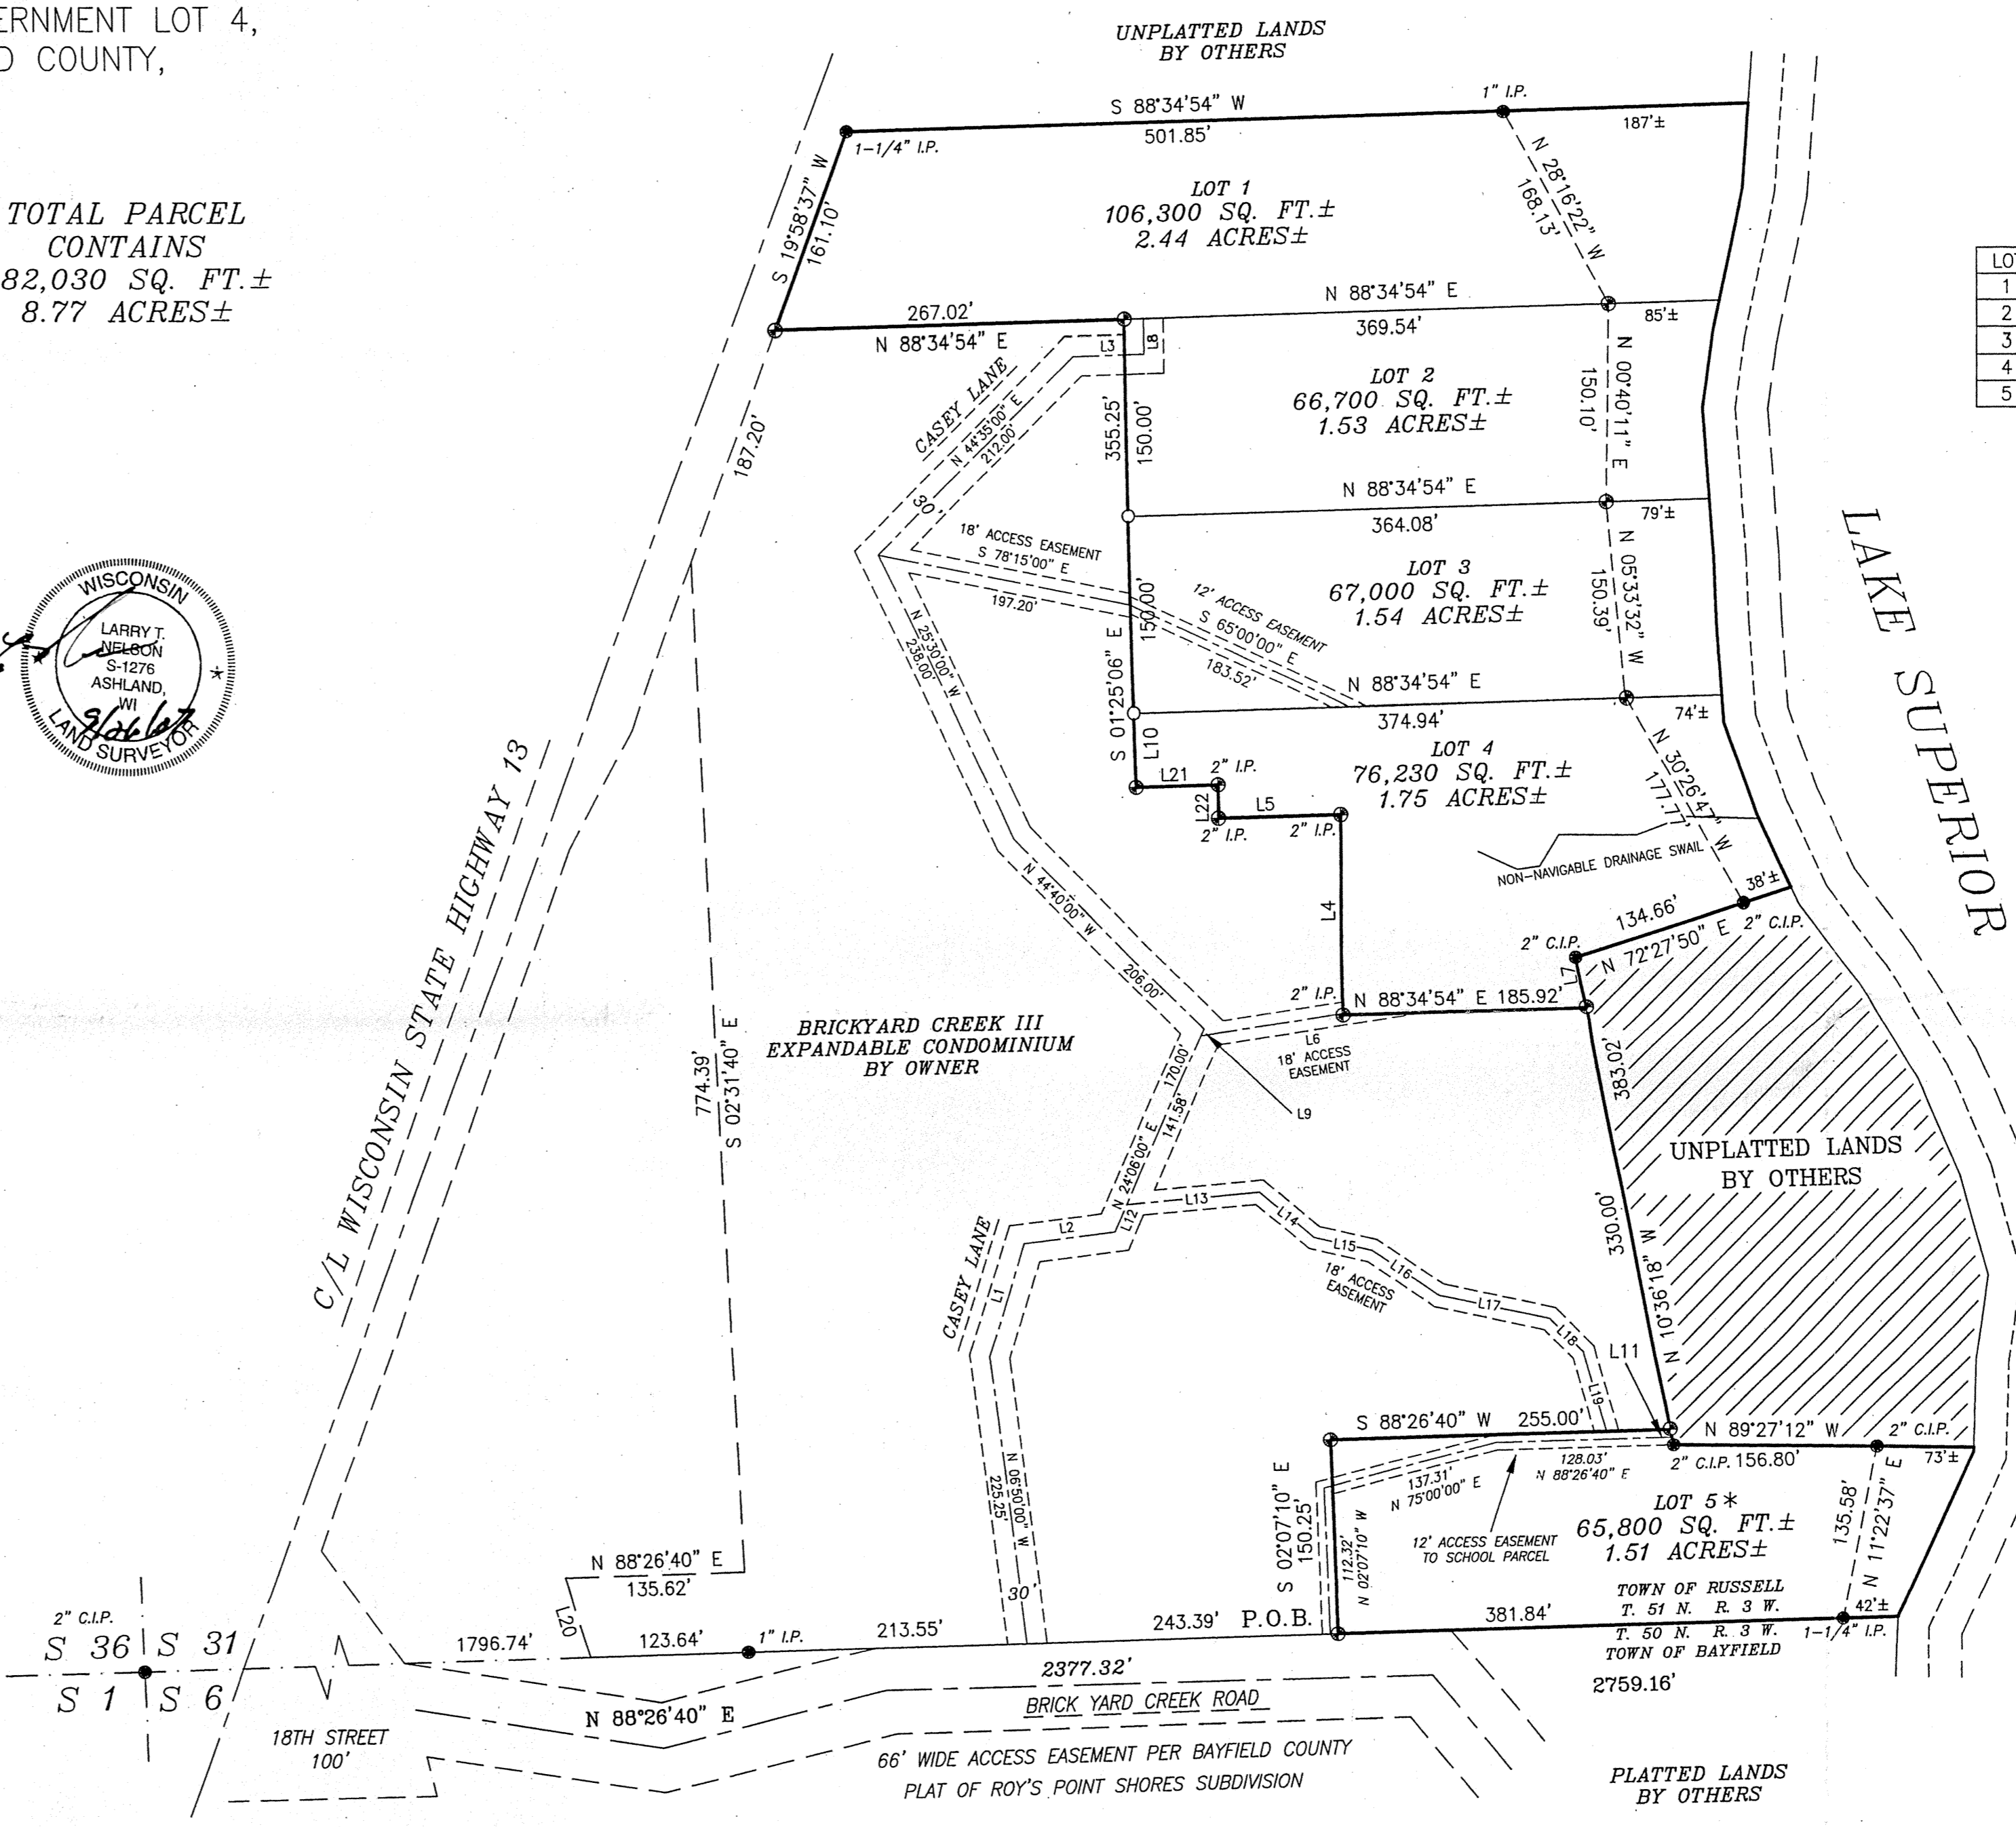 ERNMENT LOT 4,
D COUNTY,
TOTAL PARCEL
CONTAINS
82,030 SQ. FT.±
8.77 ACRES±
UNPLATTED LANDS
BY OTHERS
S 88°34'54" W
501.85'
1" I.P.
187'±
1-1/4" I.P.
S 19°58'37" W
161.10'
LOT 1
106,300 SQ. FT.±
2.44 ACRES±
N 28°16'22" W
168.13'
267.02'
N 88°34'54" E
N 88°34'54" E
369.54'
85'±
LOT
1
2
3
4
5
187.20'
CASEY LANE
N 44°35'00" E
212.00'
30'
L3
L8
355.25'
150.00'
LOT 2
66,700 SQ. FT.±
1.53 ACRES±
N 00°40'11" E
150.10'
N 88°34'54" E
364.08'
79'±
18' ACCESS EASEMENT
S 78°15'00" E
197.20'
12' ACCESS EASEMENT
S 65°00'00" E
183.52'
LOT 3
67,000 SQ. FT.±
1.54 ACRES±
N 05°33'32" W
150.39'
150.00'
S 01°25'06" E
N 88°34'54" E
374.94'
74'±
LAKE SUPERIOR
WISCONSIN
LARRY T.
NELSON
S-1276
ASHLAND,
WI
9/26/07
LAND SURVEYOR
N 25°30'00" W
238.00'
L10
L21
2" I.P.
L22
L5
2" I.P.
2" I.P.
LOT 4
76,230 SQ. FT.±
1.75 ACRES±
N 30°26'47" W
177.77'
NON-NAVIGABLE DRAINAGE SWAIL
38'±
134.66'
N 72°27'50" E
2" C.I.P.
2" C.I.P.
L7
L4
C/L WISCONSIN STATE HIGHWAY 13
N 44°40'00" W
206.00'
2" I.P.
N 88°34'54" E 185.92'
L6
18' ACCESS
EASEMENT
L9
774.39'
S 02°31'40" E
BRICKYARD CREEK III
EXPANDABLE CONDOMINIUM
BY OWNER
170.00'
141.58'
N 24°06'00" E
383.02'
330.00'
N 10°36'18" W
UNPLATTED LANDS
BY OTHERS
L12
L13
L14
L15
L16
L17
L18
L19
18' ACCESS
EASEMENT
L2
L1
CASEY LANE
L11
S 88°26'40" W 255.00'
N 89°27'12" W
2" C.I.P.
73'±
2" C.I.P. 156.80'
128.03'
N 88°26'40" E
137.31'
N 75°00'00" E
S 02°07'10" E
150.25'
112.32'
N 02°07'10" W
12' ACCESS EASEMENT
TO SCHOOL PARCEL
LOT 5*
65,800 SQ. FT.±
1.51 ACRES±
135.58'
N 11°22'37" E
N 06°50'00" W
225.25'
30'
N 88°26'40" E
135.62'
L20
2" C.I.P.
S 36
S 31
S 1
S 6
1796.74'
123.64'
1" I.P.
213.55'
243.39'
P.O.B.
381.84'
TOWN OF RUSSELL
T. 51 N. R. 3 W.
T. 50 N. R. 3 W.
TOWN OF BAYFIELD
42'±
1-1/4" I.P.
2377.32'
2759.16'
N 88°26'40" E
BRICK YARD CREEK ROAD
18TH STREET
100'
66' WIDE ACCESS EASEMENT PER BAYFIELD COUNTY
PLAT OF ROY'S POINT SHORES SUBDIVISION
PLATTED LANDS
BY OTHERS